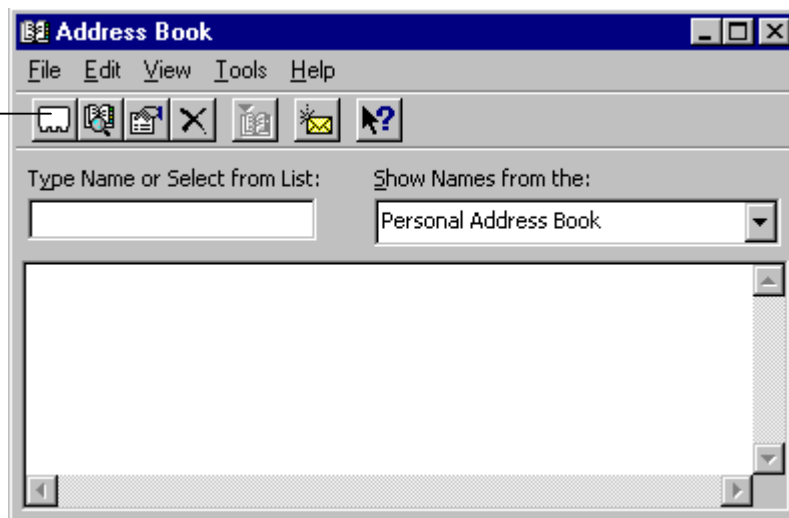 Address Book
File Edit View Tools Help
Type Name or Select from List: Show Names from the:
Personal Address Book